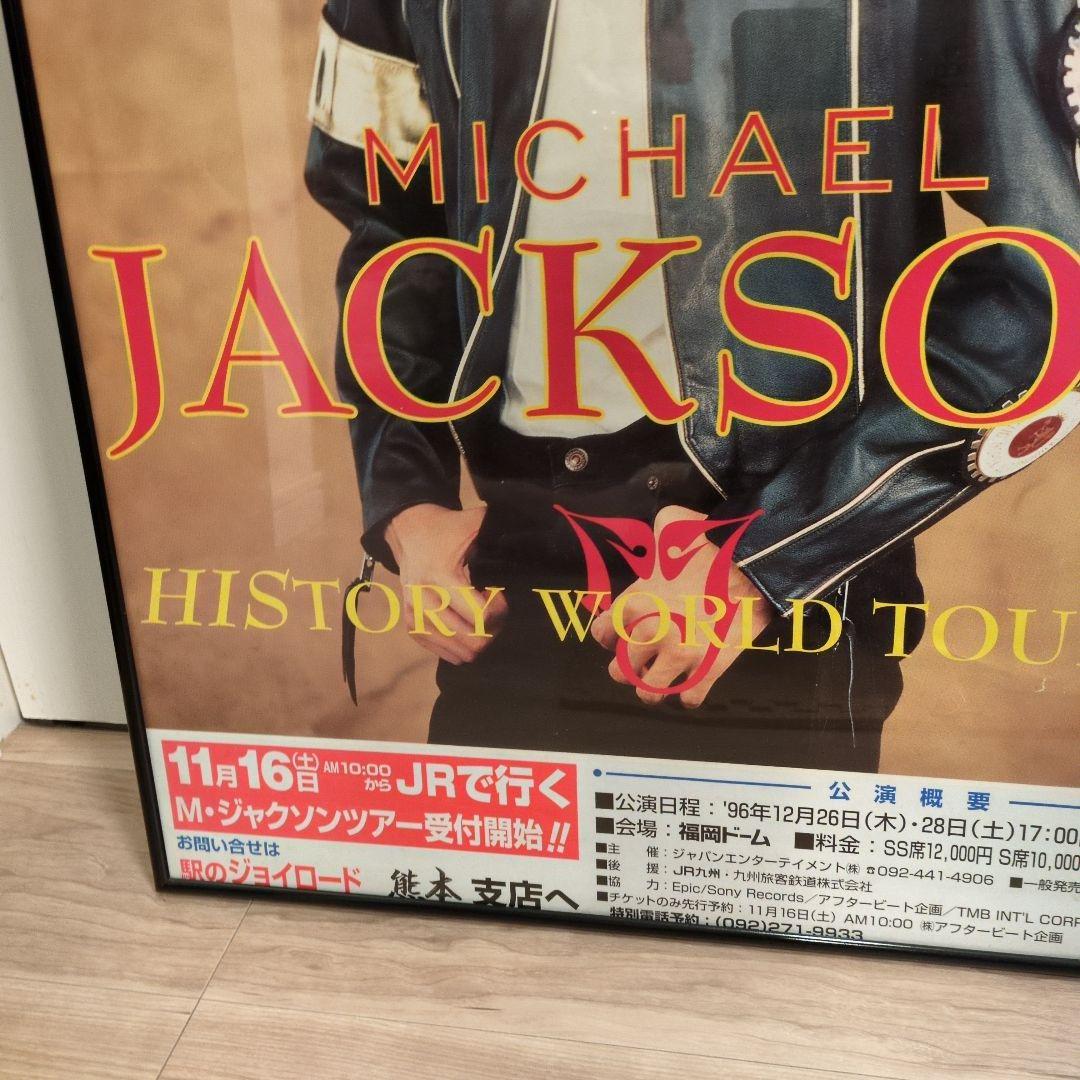 MICHAEL
JACKSO
HISTORY WORLD TOU
11月16日(土) AM10:00から JRで行く
M・ジャクソンツアー受付開始!!
お問い合せは
駅のジョイロード 熊本 支店へ
公演概要
■公演日程：'96年12月26日(木)・28日(土)17:00
■会場：福岡ドーム ■料金：SS席12,000円 S席10,000
■主催：ジャパンエンターテイメント㈱ ☎092-441-4906 ■一般発売
■後援：JR九州・九州旅客鉄道株式会社
■協力：Epic/Sony Records／アフタービート企画／TMB INT'L CORP
■チケットのみ先行予約：11月16日(土) AM10:00 ㈱アフタービート企画
特別電話予約：(092)271-9933